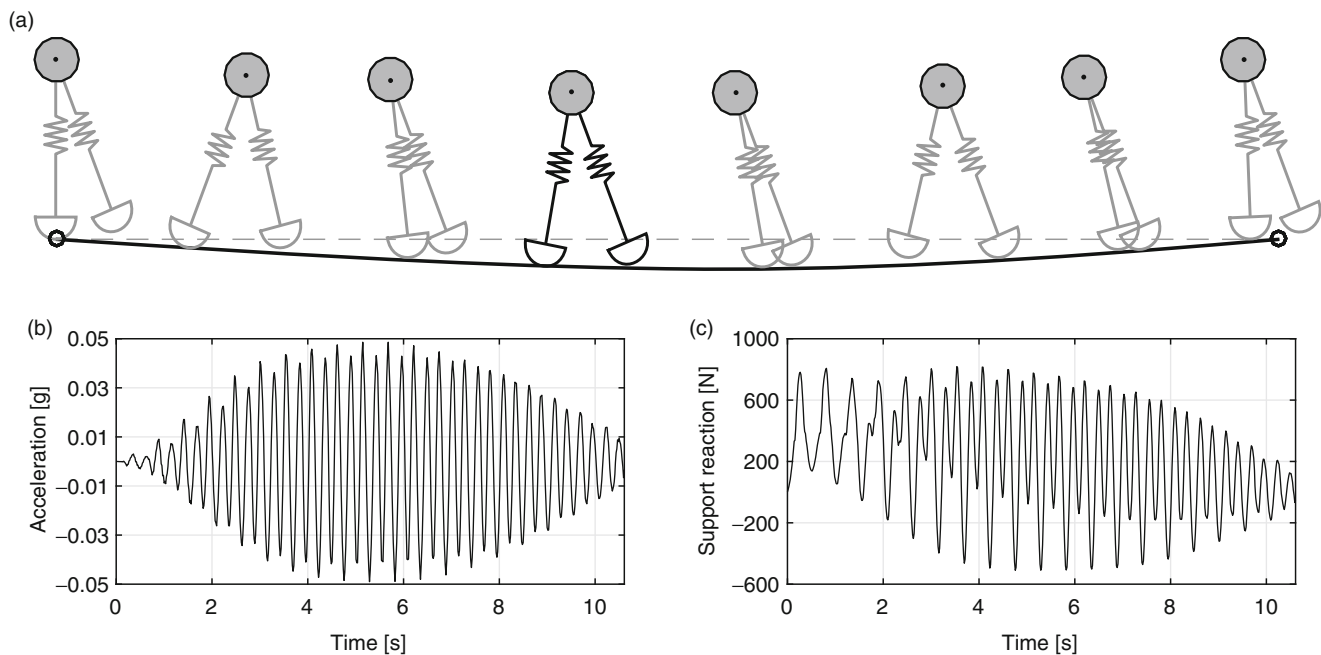 (a)
(b)
0.05
0.03
0.01
−0.01
−0.03
−0.05
Acceleration [g]
0 2 4 6 8 10
Time [s]
(c)
1000
600
200
−200
−600
Support reaction [N]
0 2 4 6 8 10
Time [s]